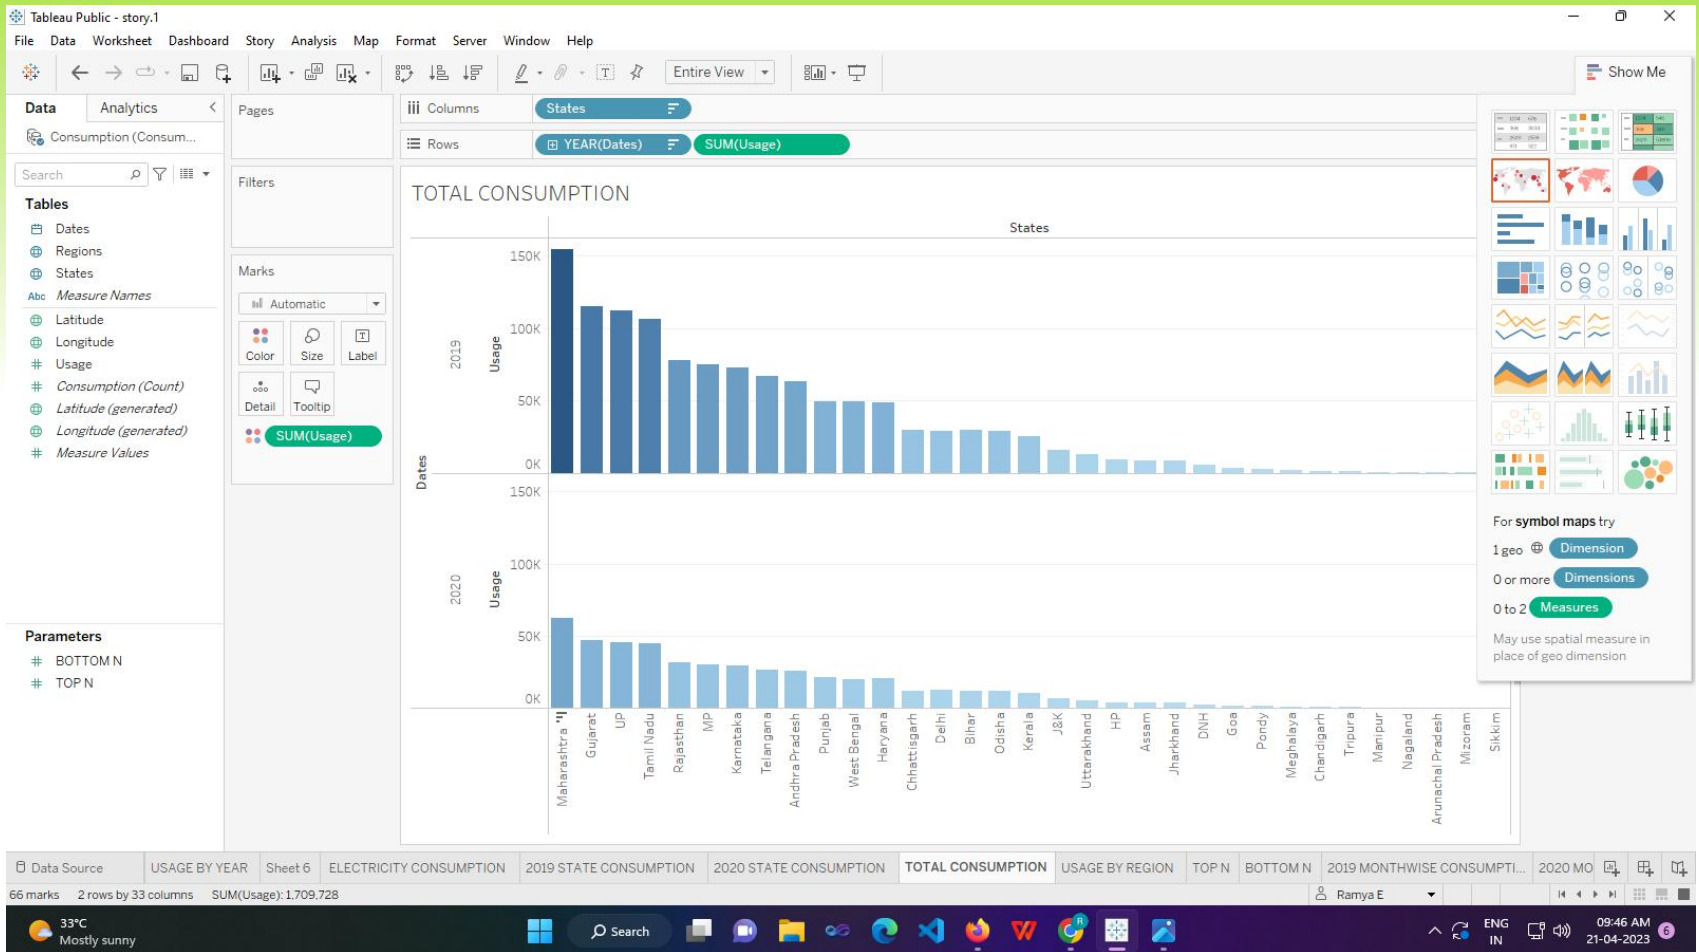 Tableau Public - story.1
File Data Worksheet Dashboard Story Analysis Map Format Server Window Help
Entire View
Show Me
Data Analytics
Consumption (Consum...
Search
Tables
Dates
Regions
States
Abc Measure Names
Latitude
Longitude
Usage
Consumption (Count)
Latitude (generated)
Longitude (generated)
Measure Values
Parameters
BOTTOM N
TOP N
Pages
Filters
Marks
Automatic
Color Size Label
Detail Tooltip
SUM(Usage)
Columns States
Rows YEAR(Dates) SUM(Usage)
TOTAL CONSUMPTION
States
Dates
2019
Usage
150K
100K
50K
0K
2020
Usage
150K
100K
50K
0K
Maharashtra
Gujarat
UP
Tamil Nadu
Rajasthan
MP
Karnataka
Telangana
Andhra Pradesh
Punjab
West Bengal
Haryana
Chhattisgarh
Delhi
Bihar
Odisha
Kerala
J&K
Uttarakhand
HP
Assam
Jharkhand
DNH
Goa
Pondy
Meghalaya
Chandigarh
Tripura
Manipur
Nagaland
Arunachal Pradesh
Mizoram
Sikkim
For symbol maps try
1 geo Dimension
0 or more Dimensions
0 to 2 Measures
May use spatial measure in
place of geo dimension
Data Source USAGE BY YEAR Sheet 6 ELECTRICITY CONSUMPTION 2019 STATE CONSUMPTION 2020 STATE CONSUMPTION TOTAL CONSUMPTION USAGE BY REGION TOP N BOTTOM N 2019 MONTHWISE CONSUMPTI... 2020 MO
66 marks 2 rows by 33 columns SUM(Usage): 1,709,728
Ramya E
33°C
Mostly sunny
Search
ENG
IN
09:46 AM
21-04-2023
6